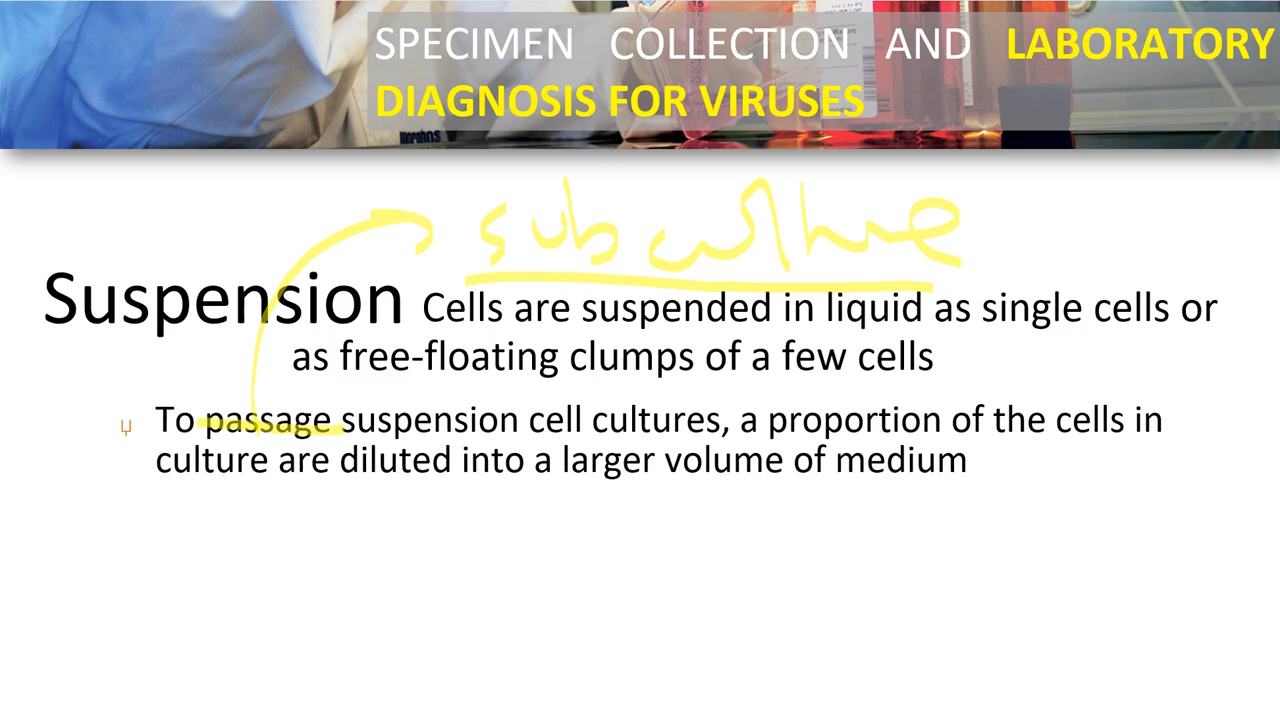 SPECIMEN COLLECTION AND LABORATORY
DIAGNOSIS FOR VIRUSES
subculture
Suspension Cells are suspended in liquid as single cells or
as free-floating clumps of a few cells
To passage suspension cell cultures, a proportion of the cells in
culture are diluted into a larger volume of medium